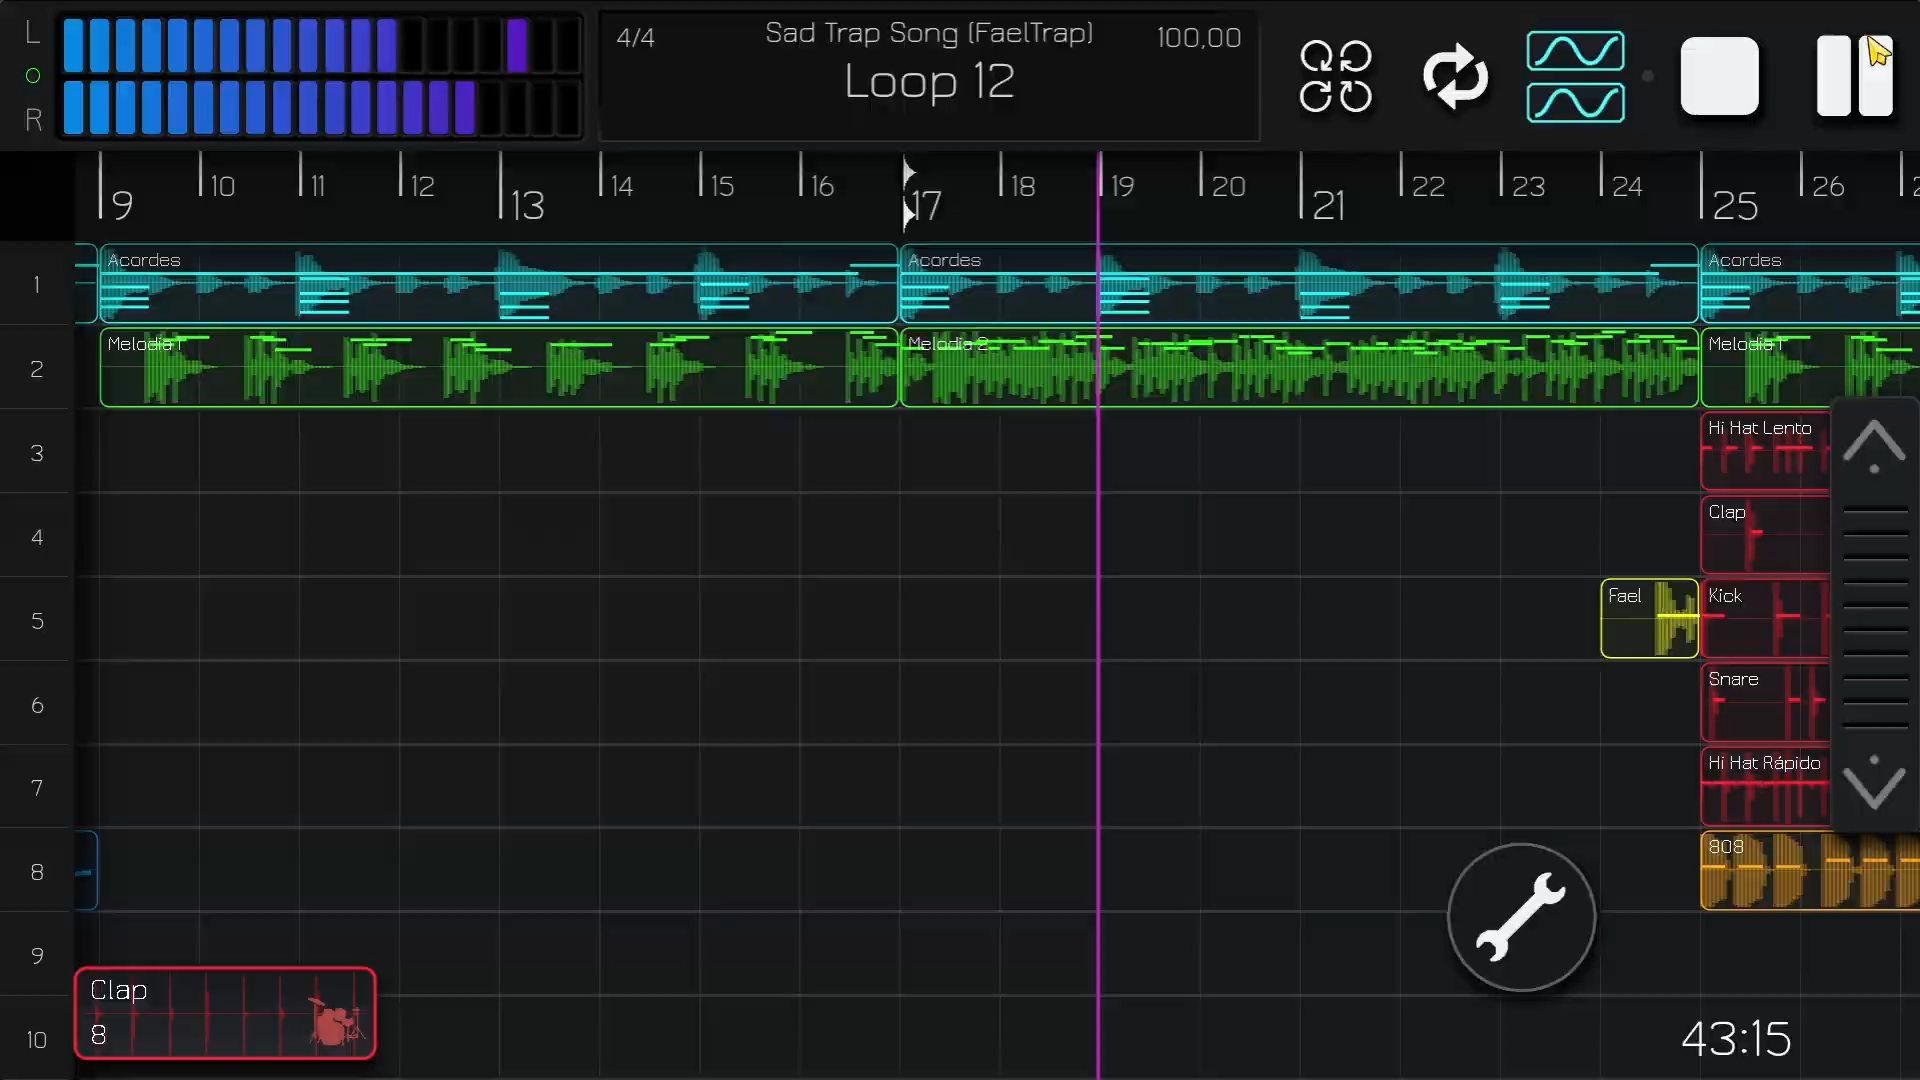 L
R
4/4 Sad Trap Song (FaelTrap) 100,00
Loop 12
9 10 11 12 13 14 15 16 17 18 19 20 21 22 23 24 25 26
1 Acordes Acordes Acordes
2 Melodia 1 Melodia 2 Melodia 1
3 Hi Hat Lento
4 Clap
5 Fael Kick
6 Snare
7 Hi Hat Rápido
8 808
9
Clap
8
10
43:15